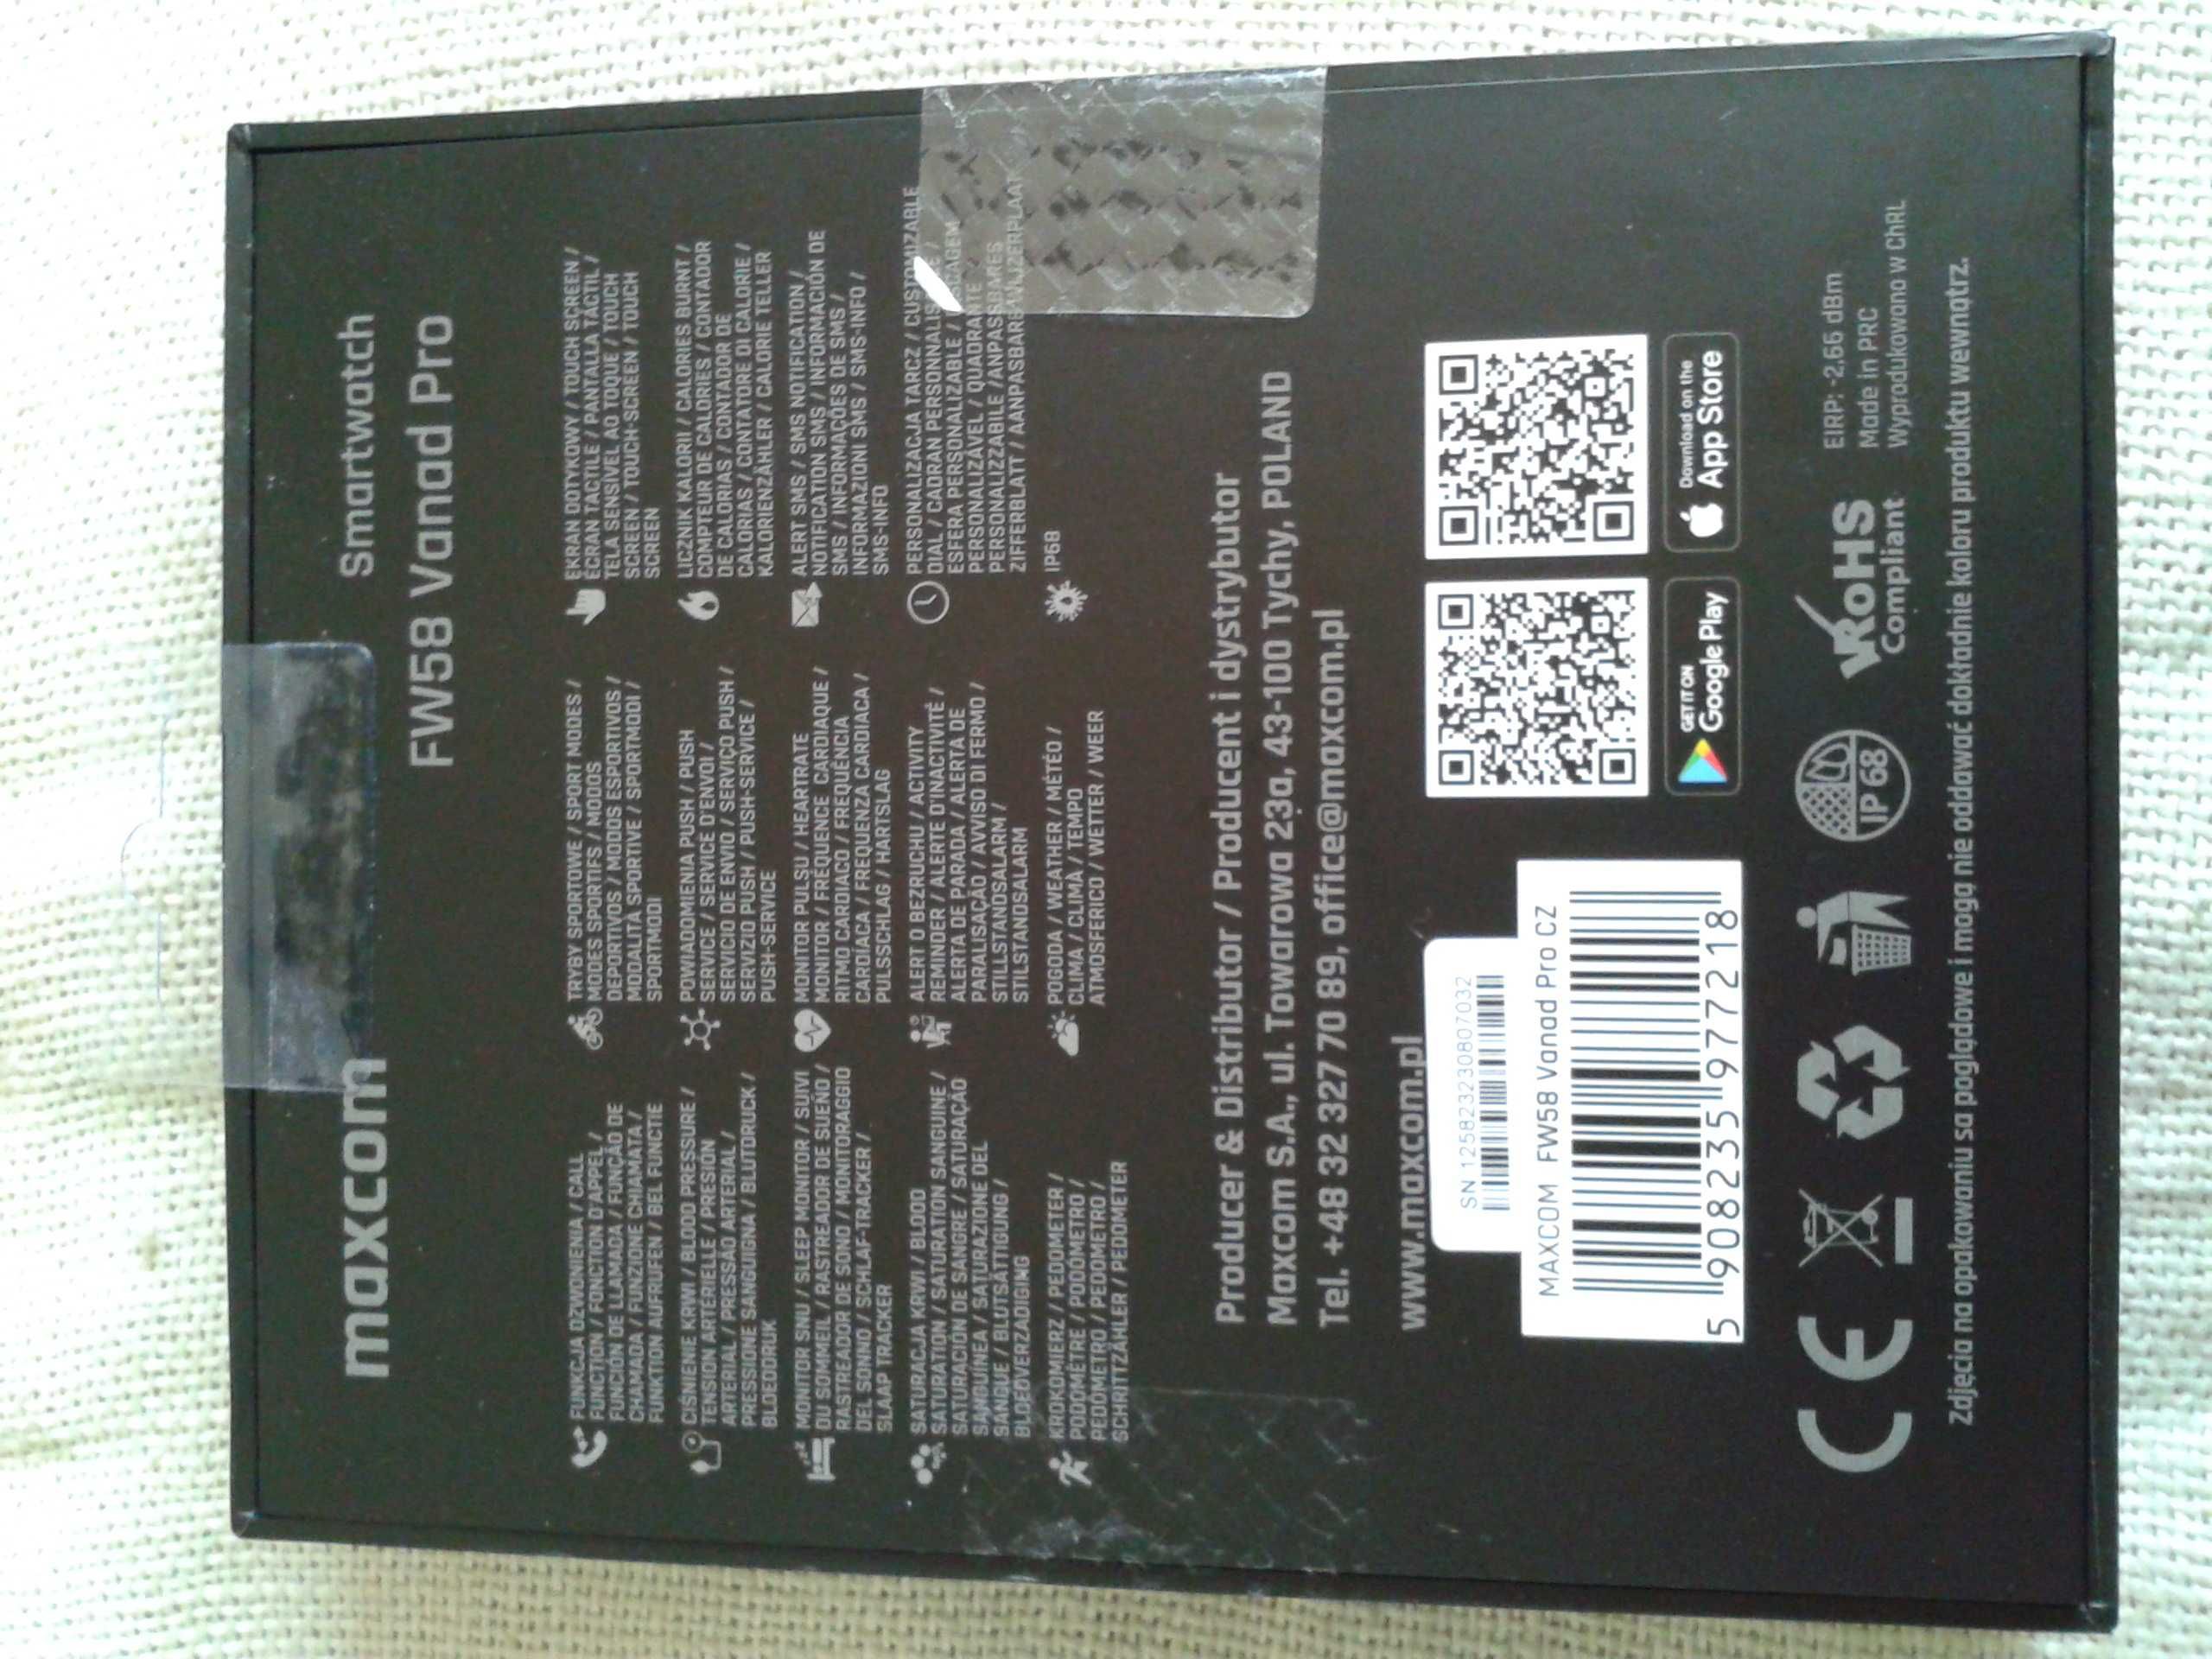 maxcom
Smartwatch
FW58 Vanad Pro
FUNKCJA DZWONIENIA / CALL
FUNCTION / FONCTION D'APPEL /
FUNCIÓN DE LLAMADA / FUNÇÃO DE
CHAMADA / FUNZIONE CHIAMATA /
FUNKTION AUFRUFEN / BEL FUNCTIE
TRYBY SPORTOWE / SPORT MODES /
MODES SPORTIFS / MODOS
DEPORTIVOS / MODOS ESPORTIVOS /
MODALITÀ SPORTIVE / SPORTMODI /
SPORTMODI
EKRAN DOTYKOWY / TOUCH SCREEN /
ÉCRAN TACTILE / PANTALLA TÁCTIL /
TELA SENSÍVEL AO TOQUE / TOUCH
SCREEN / TOUCH-SCREEN / TOUCH
SCREEN
CIŚNIENIE KRWI / BLOOD PRESSURE /
TENSION ARTÉRIELLE / PRESIÓN
ARTERIAL / PRESSÃO ARTERIAL /
PRESSIONE SANGUIGNA / BLUTDRUCK /
BLOEDDRUK
POWIADOMIENIA PUSH / PUSH
SERVICE / SERVICE D'ENVOI /
SERVICIO DE ENVÍO / SERVIÇO PUSH /
SERVIZIO PUSH / PUSH-SERVICE /
PUSH-SERVICE
LICZNIK KALORII / CALORIES BURNT /
COMPTEUR DE CALORIES / CONTADOR
DE CALORÍAS / CONTADOR DE
CALORIAS / CONTATORE DI CALORIE /
KALORIENZÄHLER / CALORIE TELLER
MONITOR SNU / SLEEP MONITOR / SUIVI
DU SOMMEIL / RASTREADOR DE SUEÑO /
RASTREADOR DE SONO / MONITORAGGIO
DEL SONNO / SCHLAF-TRACKER /
SLAAP TRACKER
MONITOR PULSU / HEARTRATE
MONITOR / FRÉQUENCE CARDIAQUE /
RITMO CARDIACO / FREQUÊNCIA
CARDÍACA / FREQUENZA CARDIACA /
PULSSCHLAG / HARTSLAG
ALERT SMS / SMS NOTIFICATION /
NOTIFICATION SMS / INFORMACIÓN DE
SMS / INFORMAÇÕES DE SMS /
INFORMAZIONI SMS / SMS-INFO /
SMS-INFO
SATURACJA KRWI / BLOOD
SATURATION / SATURATION SANGUINE /
SATURACIÓN DE SANGRE / SATURAÇÃO
SANGUÍNEA / SATURAZIONE DEL
SANGUE / BLUTSÄTTIGUNG /
BLOEDVERZADIGING
ALERT O BEZRUCHU / ACTIVITY
REMINDER / ALERTE D'INACTIVITÉ /
ALERTA DE PARADA / ALERTA DE
PARALISAÇÃO / AVVISO DI FERMO /
STILLSTANDSALARM /
STILSTANDSALARM
PERSONALIZACJA TARCZ / CUSTOMIZABLE
DIAL / CADRAN PERSONNALIS
ESFERA PERSONALIZABLE /
PERSONALIZÁVEL / QUADRANTE
PERSONALIZZABILE / ANPASSBARES
ZIFFERBLATT / AANPASBARE WIJZERPLAAT
KROKOMIERZ / PEDOMETER /
PODOMÈTRE / PODÓMETRO /
PEDÔMETRO / PEDOMETRO /
SCHRITTZÄHLER / PEDOMETER
POGODA / WEATHER / MÉTÉO /
CLIMA / CLIMA / TEMPO
ATMOSFERICO / WETTER / WEER
IP68
Producer & Distributor / Producent i dystrybutor
Maxcom S.A., ul. Towarowa 23a, 43-100 Tychy, POLAND
Tel. +48 32 327 70 89, office@maxcom.pl
www.maxcom.pl
SN 125823230807032
MAXCOM FW58 Vanad Pro CZ
5 908235 977218
GET IT ON
Google Play
Download on the
App Store
CE
IP 68
RoHS
Compliant
EIRP: -2,66 dBm
Made in PRC
Wyprodukowano w ChRL
Zdjęcia na opakowaniu są poglądowe i mogą nie oddawać dokładnie koloru produktu wewnątrz.